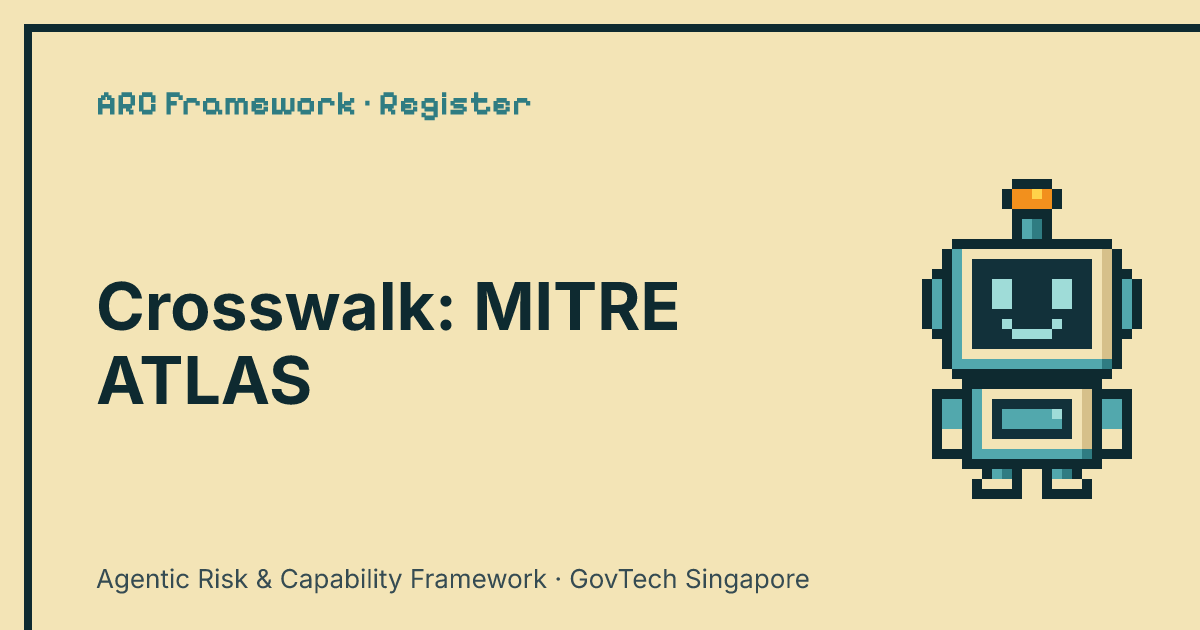 ARC Framework · Register
Crosswalk: MITRE
ATLAS
Agentic Risk & Capability Framework · GovTech Singapore